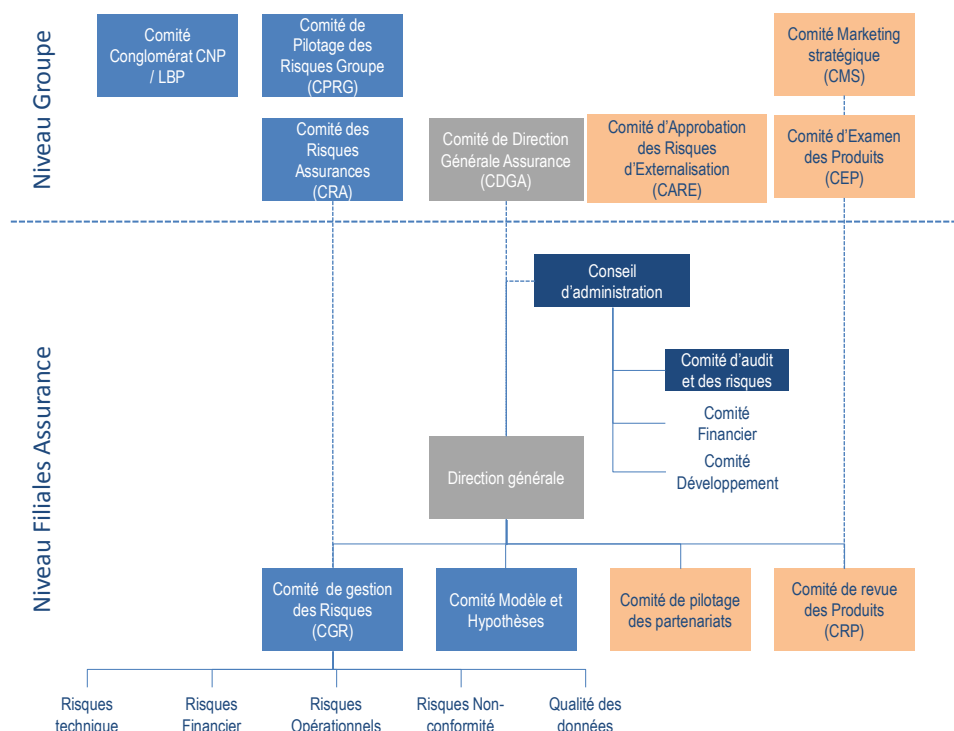 Niveau Groupe
Comité
Conglomérat CNP
/ LBP
Comité de
Pilotage des
Risques Groupe
(CPRG)
Comité Marketing
stratégique
(CMS)
Comité des
Risques
Assurances
(CRA)
Comité de Direction
Générale Assurance
(CDGA)
Comité d'Approbation
des Risques
d'Externalisation
(CARE)
Comité d'Examen
des Produits
(CEP)
Niveau Filiales Assurance
Conseil
d'administration
Comité d'audit
et des risques
Comité
Financier
Comité
Développement
Direction générale
Comité de gestion
des Risques
(CGR)
Comité Modèle et
Hypothèses
Comité de pilotage
des partenariats
Comité de revue
des Produits
(CRP)
Risques
technique
Risques
Financier
Risques
Opérationnels
Risques Non-
conformité
Qualité des
données